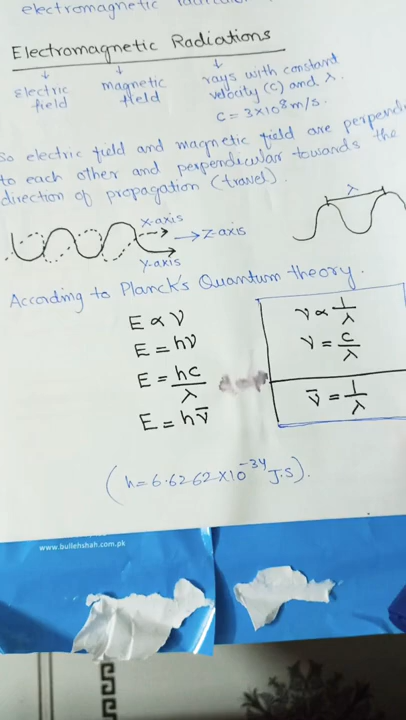 electromagnetic
Electromagnetic Radiations
Electric field
magnetic field
rays with constant
velocity (c) and λ.
c = 3×10⁸m/s.
So electric field and magnetic field are
to each other and perpendicular towards the
direction of propagation (travel).
X-axis
Z-axis
Y-axis
λ
According to Planck's Quantum theory.
E ∝ ν
E = hν
E = hc/λ
E = hν̄
ν ∝ 1/λ
ν = c/λ
ν̄ = 1/λ
(h = 6.6262×10⁻³⁴ J.S).
www.bullehshah.com.pk